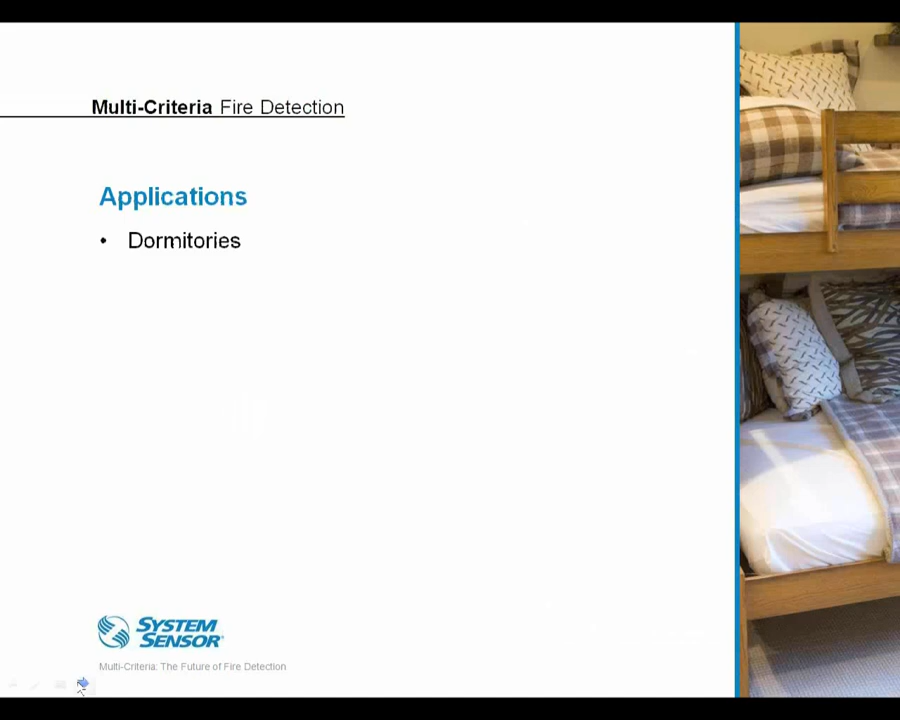 Multi-Criteria Fire Detection
Applications
• Dormitories
SYSTEM
SENSOR
Multi-Criteria: The Future of Fire Detection